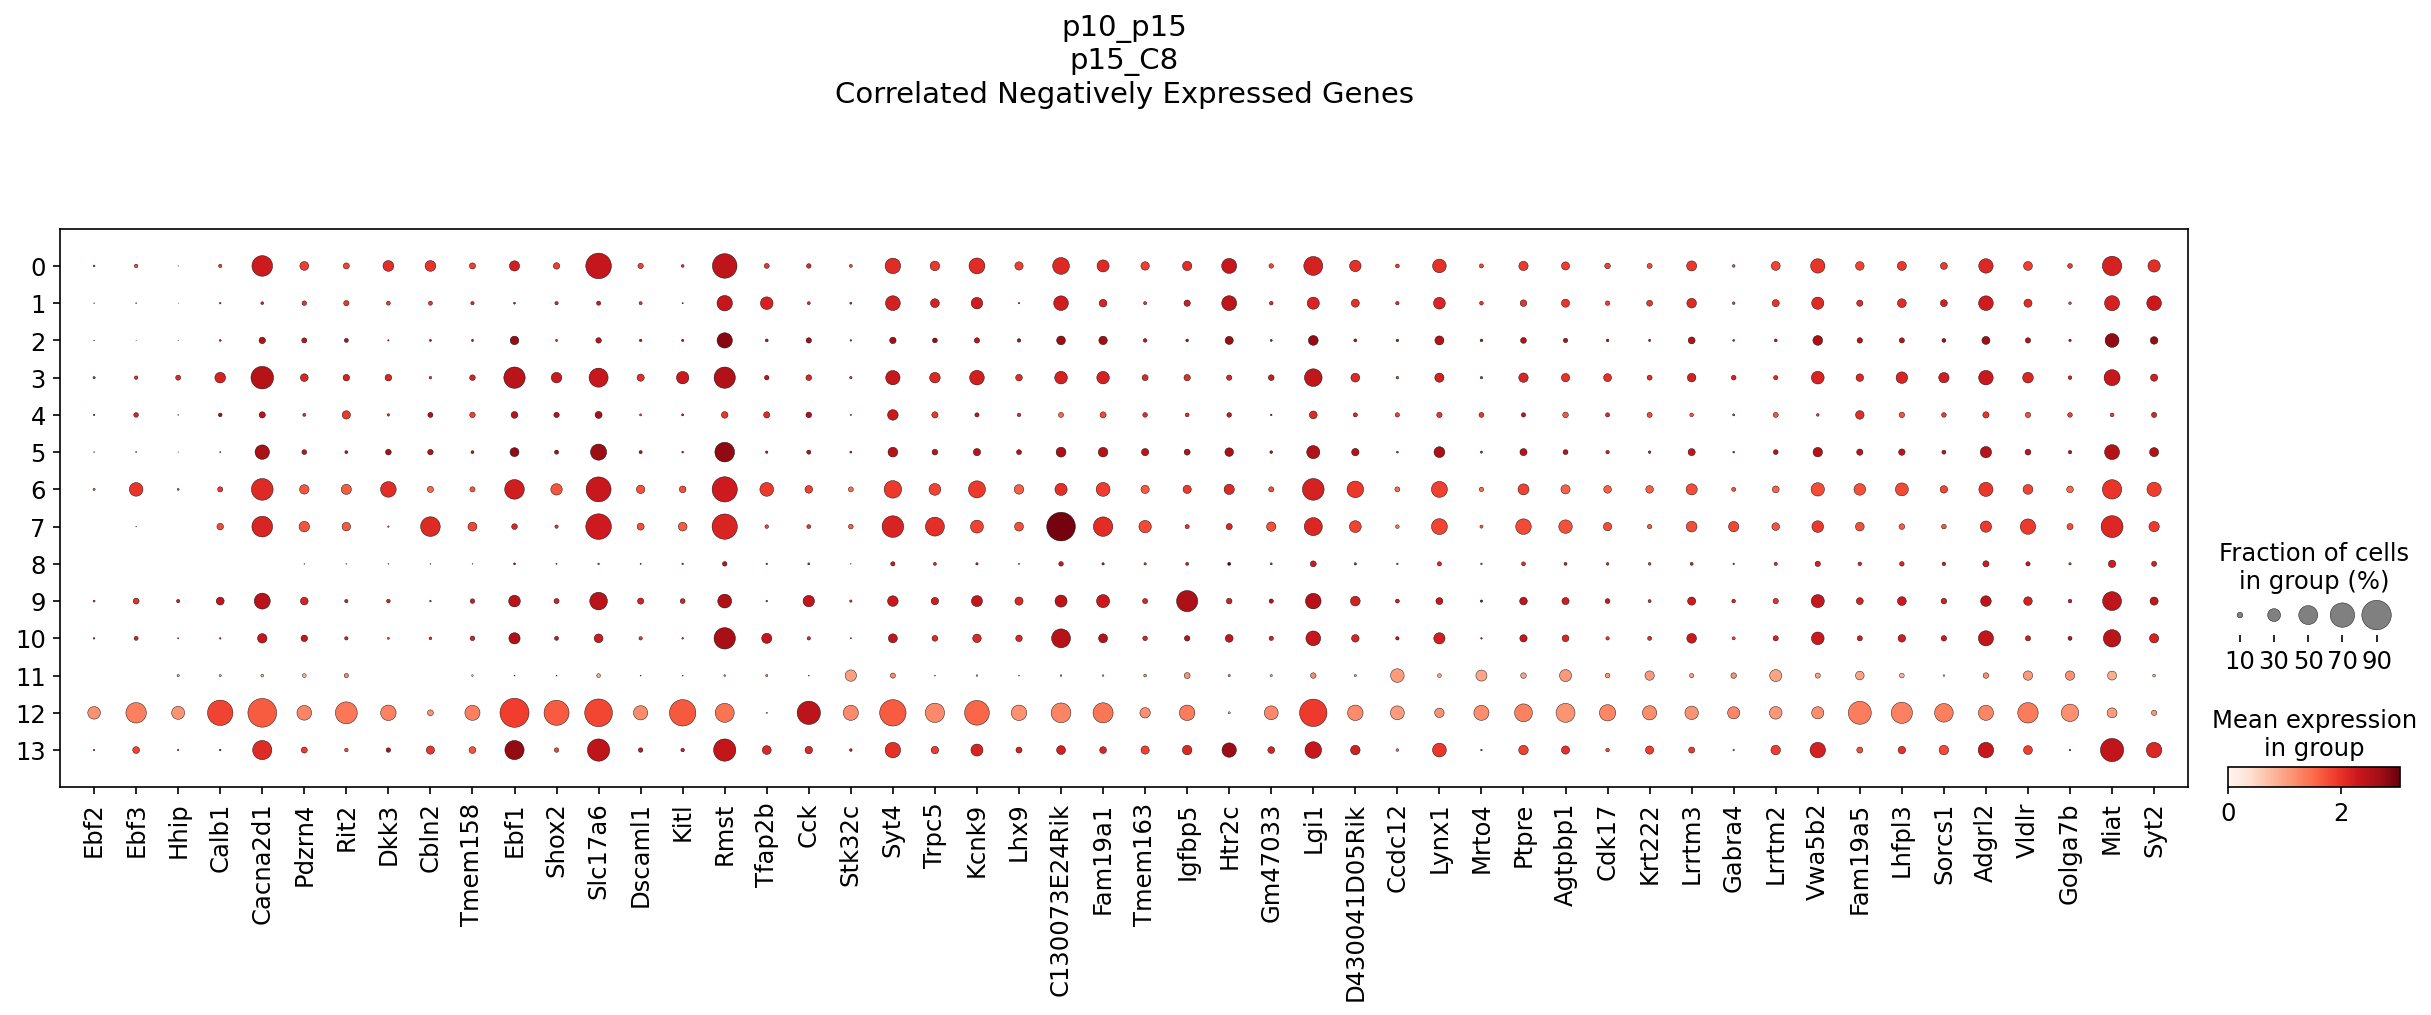 p10_p15
p15_C8
Correlated Negatively Expressed Genes
0
1
2
3
4
5
6
7
8
9
10
11
12
13
Ebf2 Ebf3 Hhip Calb1 Cacna2d1 Pdzrn4 Rit2 Dkk3 Cbln2 Tmem158 Ebf1 Shox2 Slc17a6 Dscaml1 Kitl Rmst Tfap2b Cck Stk32c Syt4 Trpc5 Kcnk9 Lhx9 C130073E24Rik Fam19a1 Tmem163 Igfbp5 Htr2c Gm47033 Lgi1 D430041D05Rik Ccdc12 Lynx1 Mrto4 Ptpre Agtpbp1 Cdk17 Krt222 Lrrtm3 Gabra4 Lrrtm2 Vwa5b2 Fam19a5 Lhfpl3 Sorcs1 Adgrl2 Vldlr Golga7b Miat Syt2
Fraction of cells
in group (%)
10 30 50 70 90
Mean expression
in group
0 2